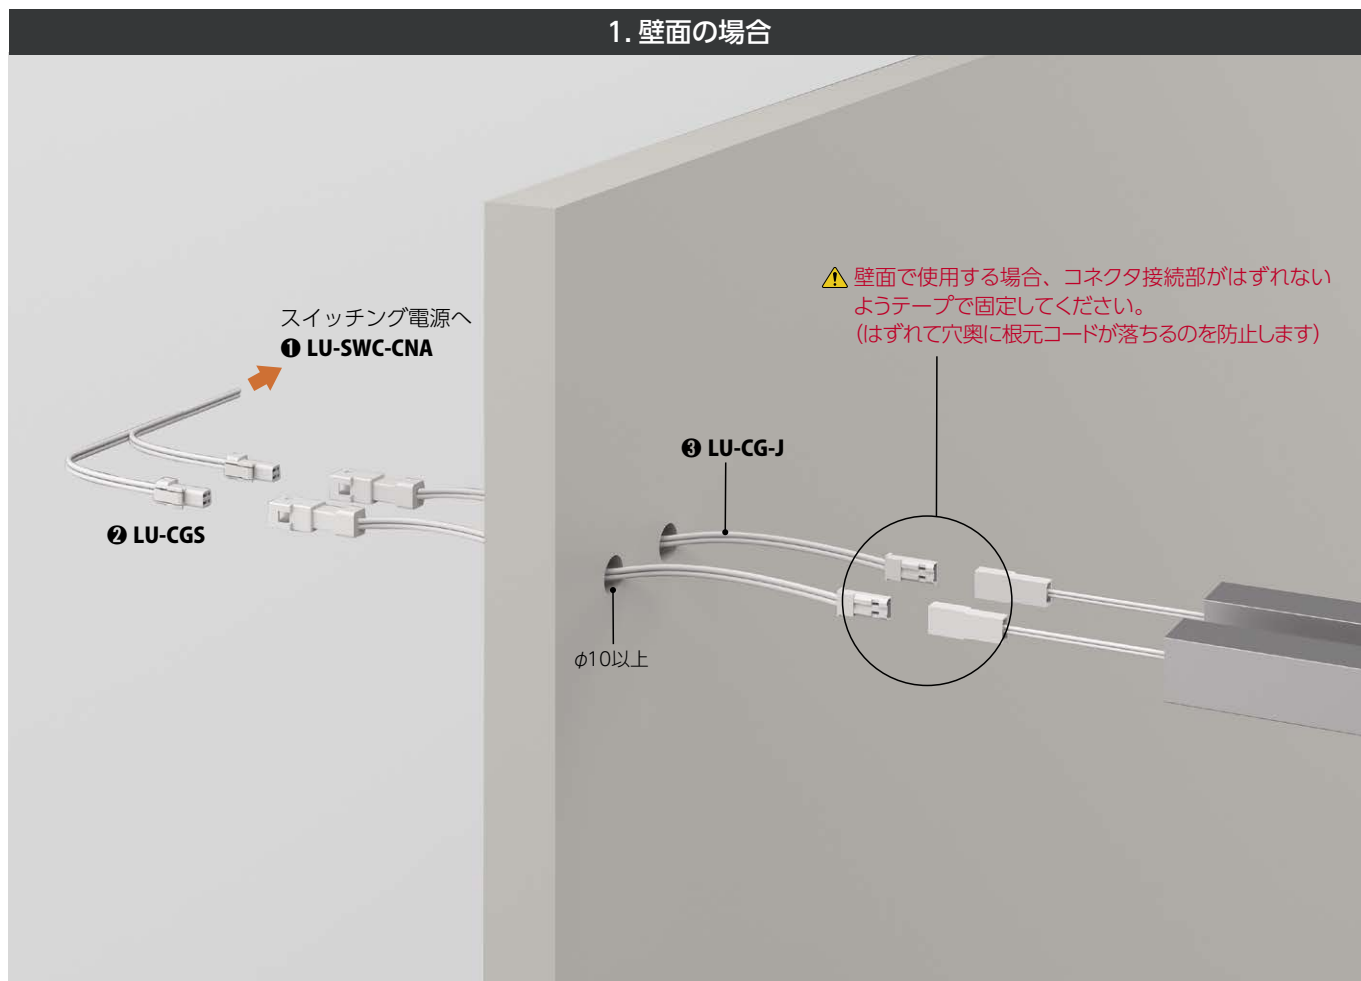 1. 壁面の場合
スイッチング電源へ
❶ LU-SWC-CNA
❷ LU-CGS
❸ LU-CG-J
φ10以上
壁面で使用する場合、コネクタ接続部がはずれない
ようテープで固定してください。
(はずれて穴奥に根元コードが落ちるのを防止します)